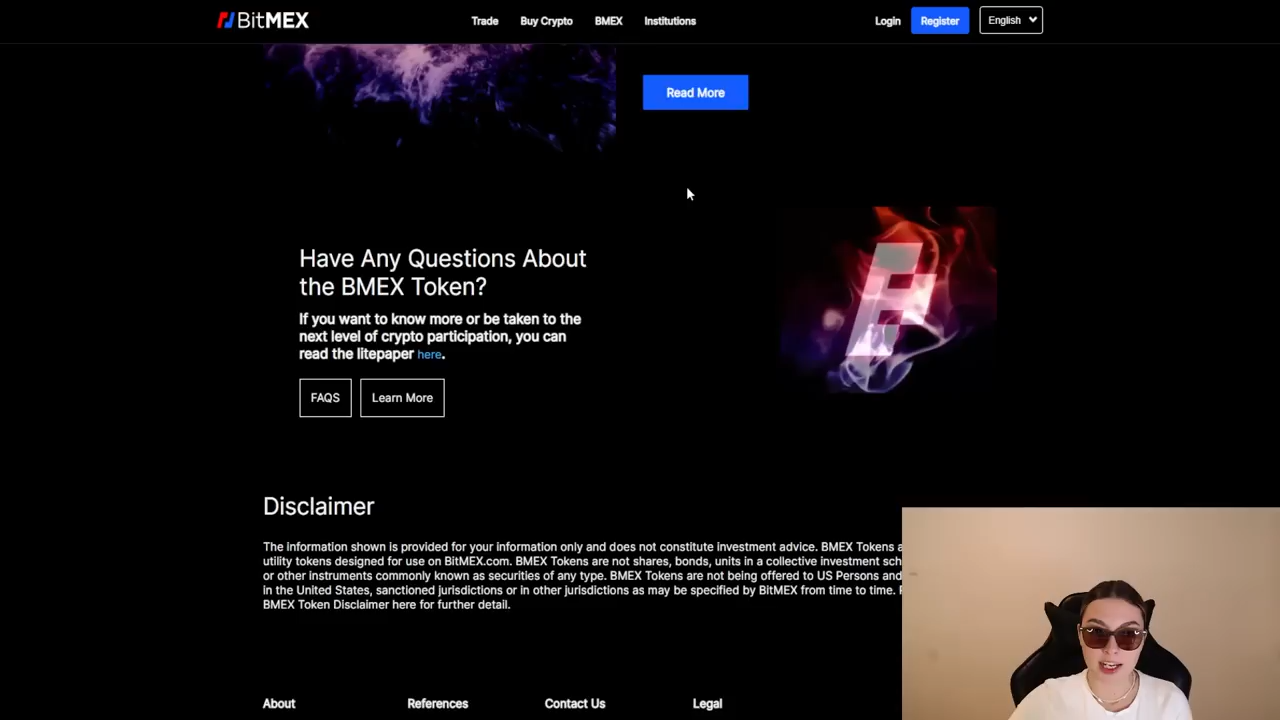 BitMEX
Trade
Buy Crypto
BMEX
Institutions
Login
Register
English
Read More
Have Any Questions About
the BMEX Token?
If you want to know more or be taken to the
next level of crypto participation, you can
read the litepaper here.
FAQS
Learn More
Disclaimer
The information shown is provided for your information only and does not constitute investment advice. BMEX Tokens
utility tokens designed for use on BitMEX.com. BMEX Tokens are not shares, bonds, units in a collective investment
or other instruments commonly known as securities of any type. BMEX Tokens are not being offered to US Persons and
in the United States, sanctioned jurisdictions or in other jurisdictions as may be specified by BitMEX from time to time.
BMEX Token Disclaimer here for further detail.
About
References
Contact Us
Legal